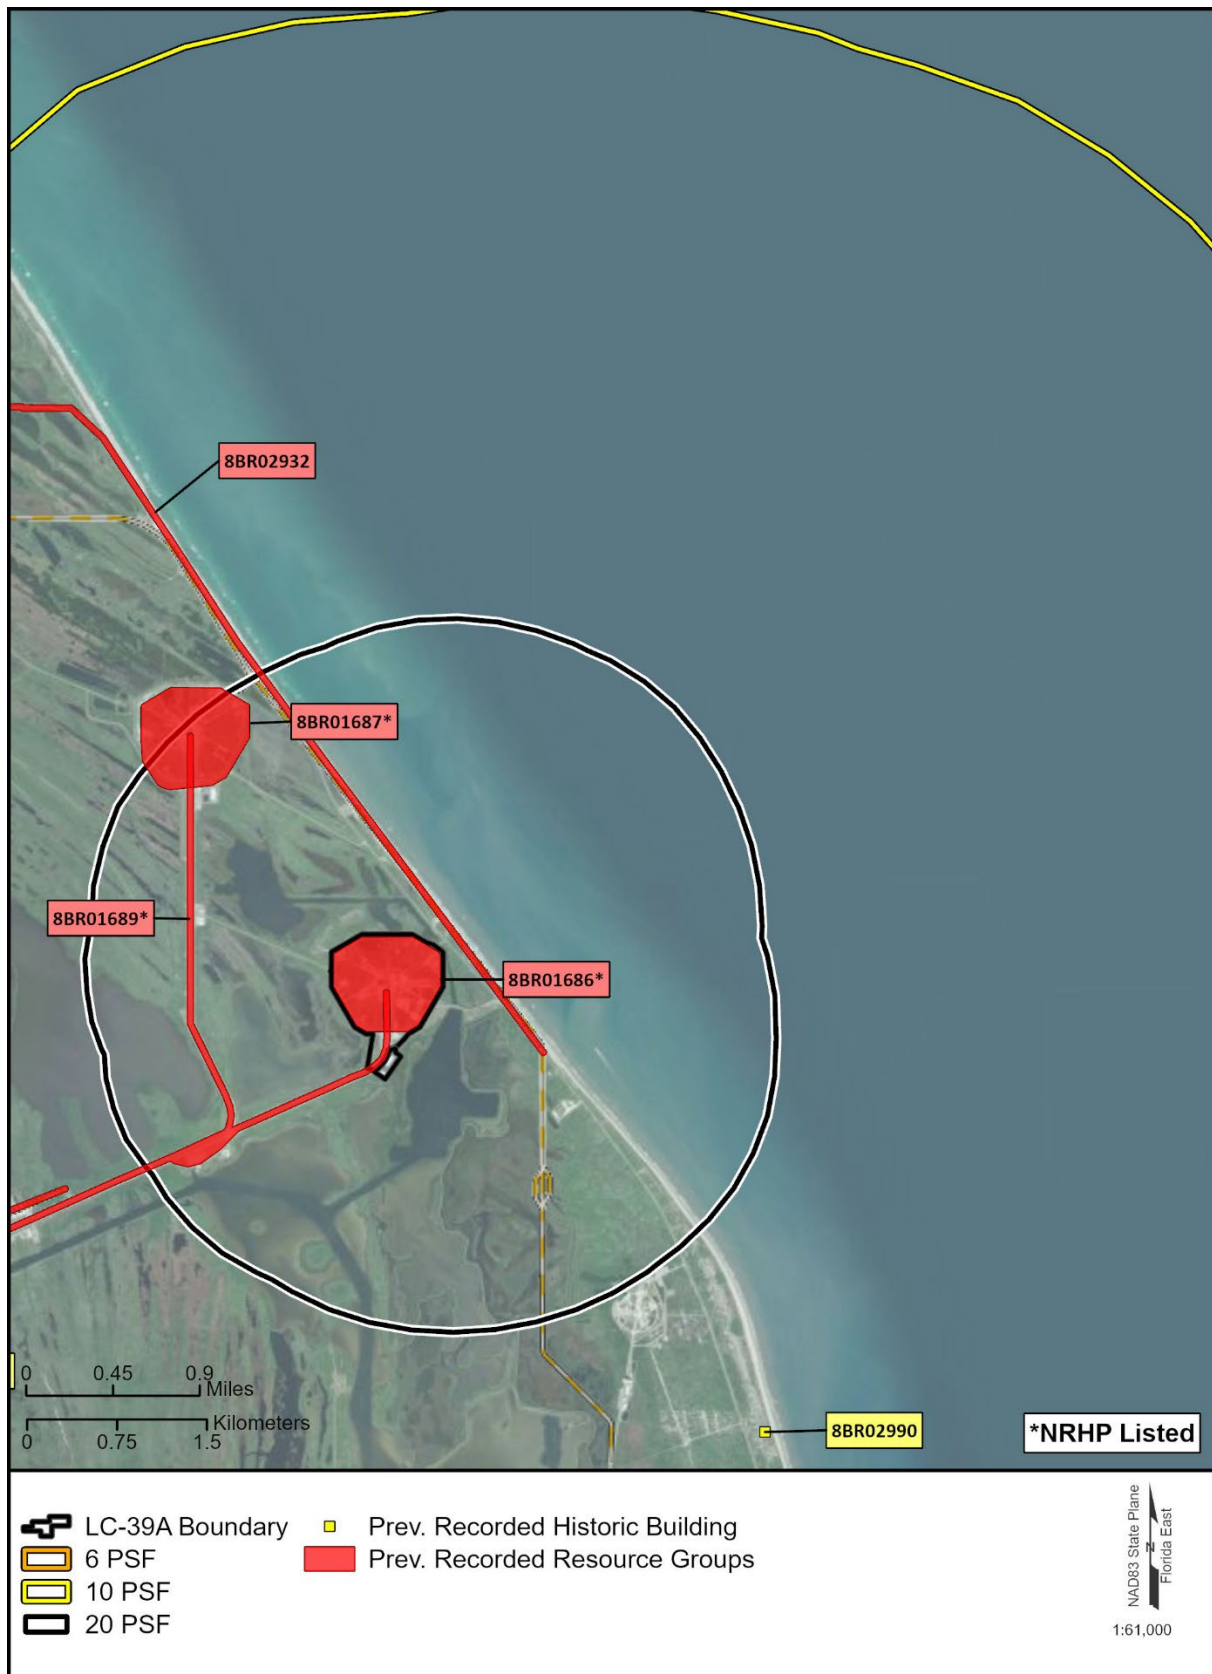 8BR02932
8BR01687*
8BR01689*
8BR01686*
0 0.45 0.9
Miles
Kilometers
0 0.75 1.5
8BR02990
*NRHP Listed
LC-39A Boundary
6 PSF
10 PSF
20 PSF
Prev. Recorded Historic Building
Prev. Recorded Resource Groups
NAD83 State Plane
Florida East
N
1:61,000